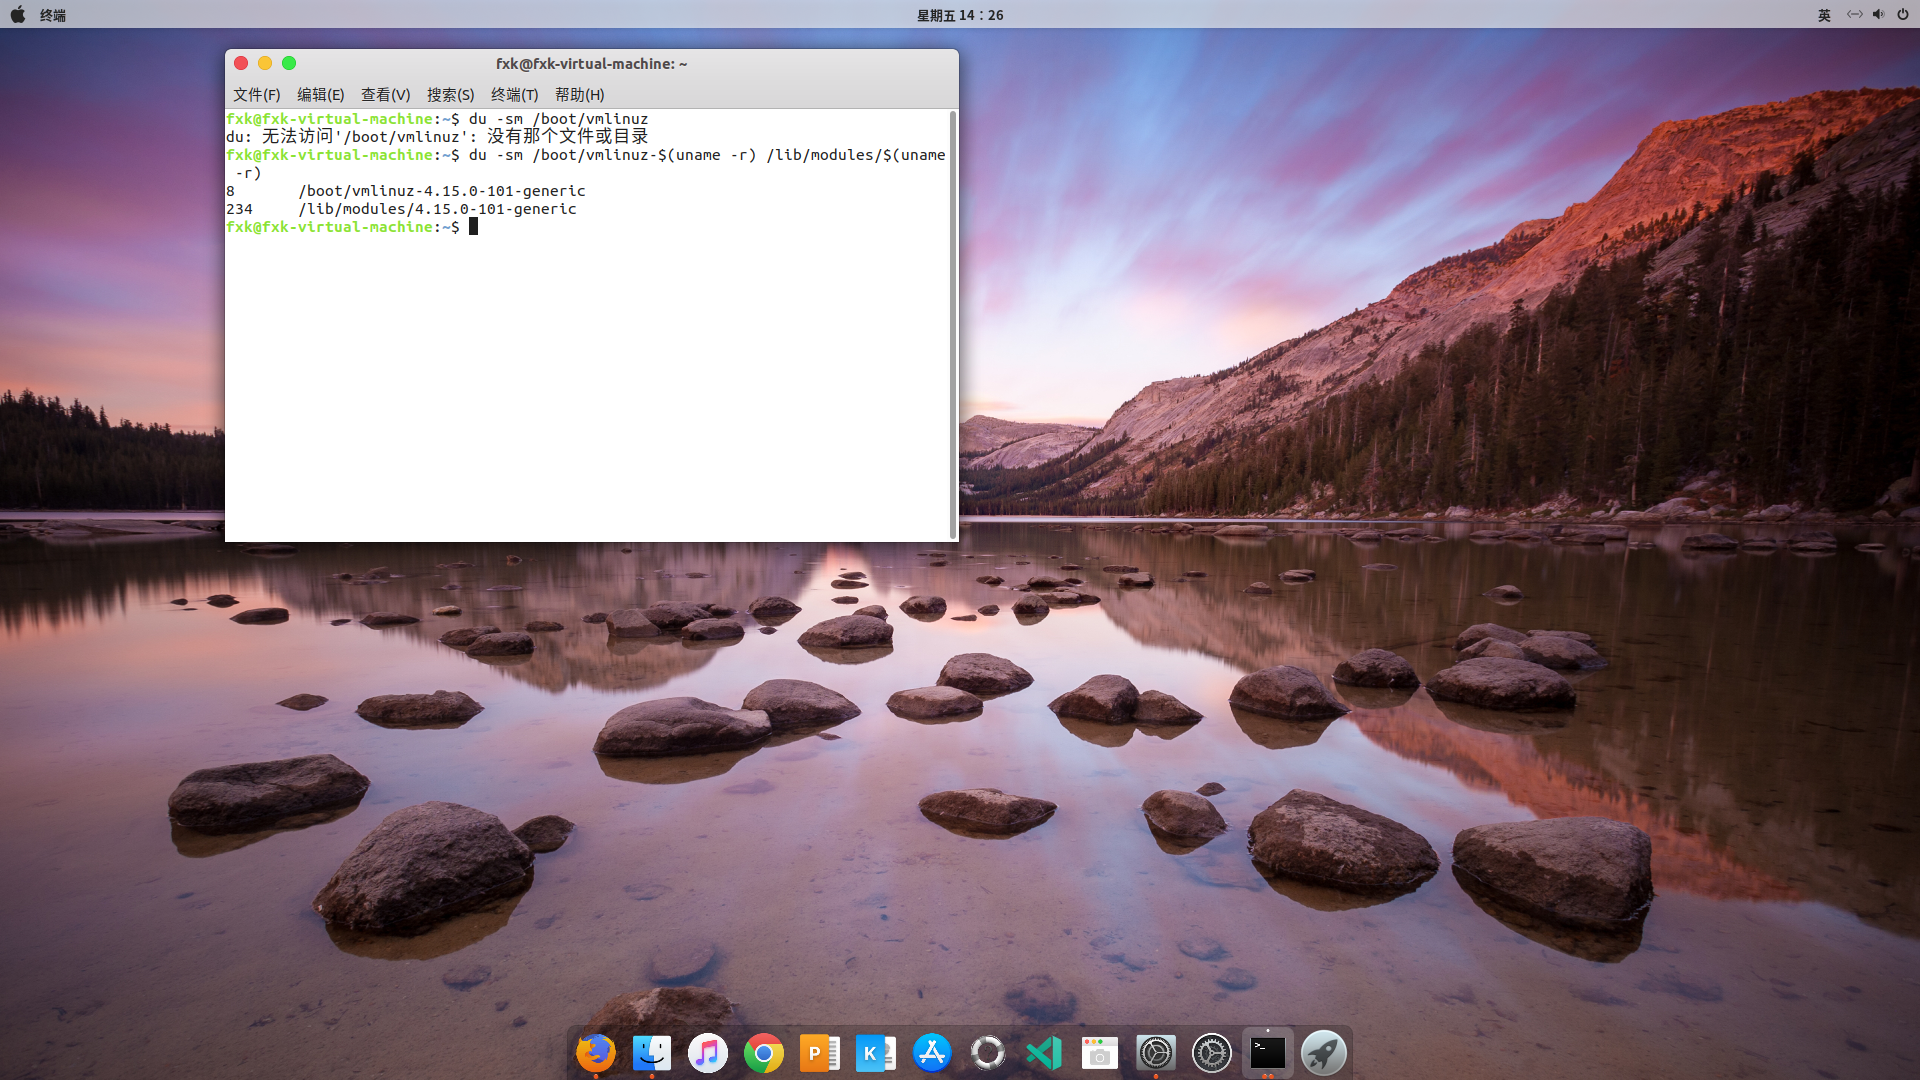 终端
星期五 14：26
英
fxk@fxk-virtual-machine: ~
文件(F) 编辑(E) 查看(V) 搜索(S) 终端(T) 帮助(H)
fxk@fxk-virtual-machine:~$ du -sm /boot/vmlinuz
du: 无法访问'/boot/vmlinuz': 没有那个文件或目录
fxk@fxk-virtual-machine:~$ du -sm /boot/vmlinuz-$(uname -r) /lib/modules/$(uname
 -r)
8       /boot/vmlinuz-4.15.0-101-generic
234     /lib/modules/4.15.0-101-generic
fxk@fxk-virtual-machine:~$
P
K
>_